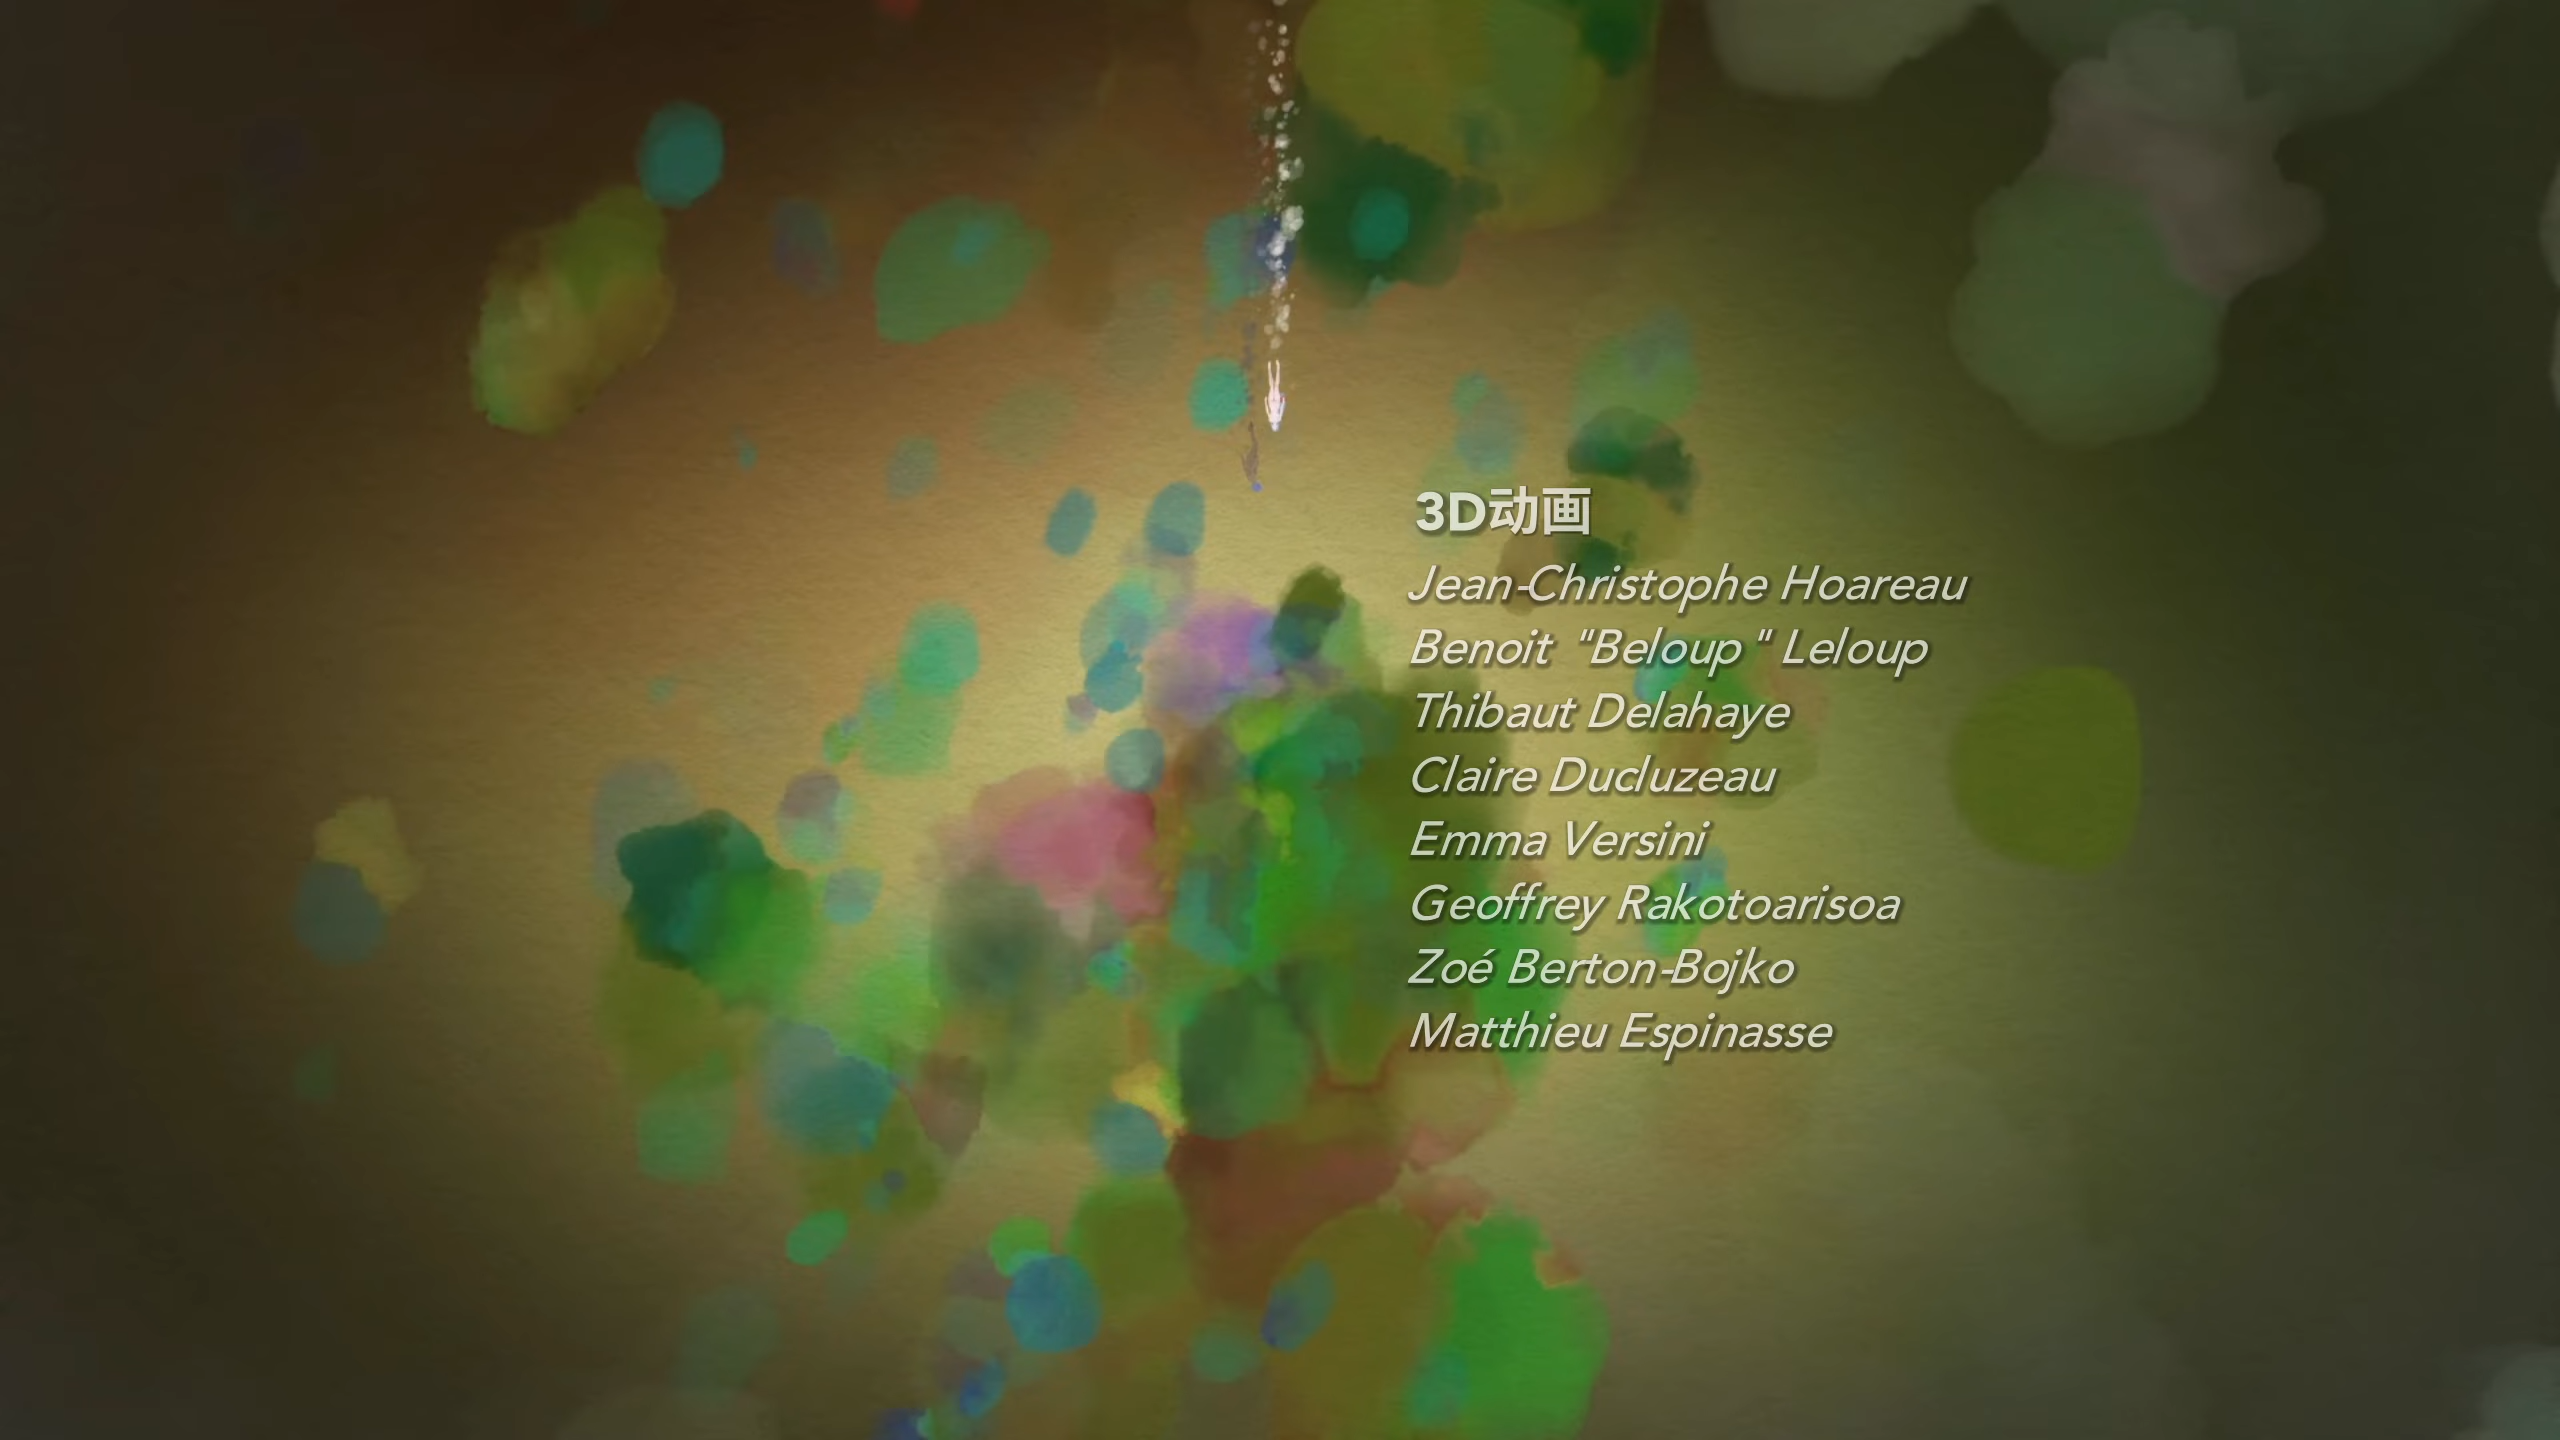 3D动画
Jean-Christophe Hoareau
Benoit "Beloup" Leloup
Thibaut Delahaye
Claire Ducluzeau
Emma Versini
Geoffrey Rakotoarisoa
Zoé Berton-Bojko
Matthieu Espinasse